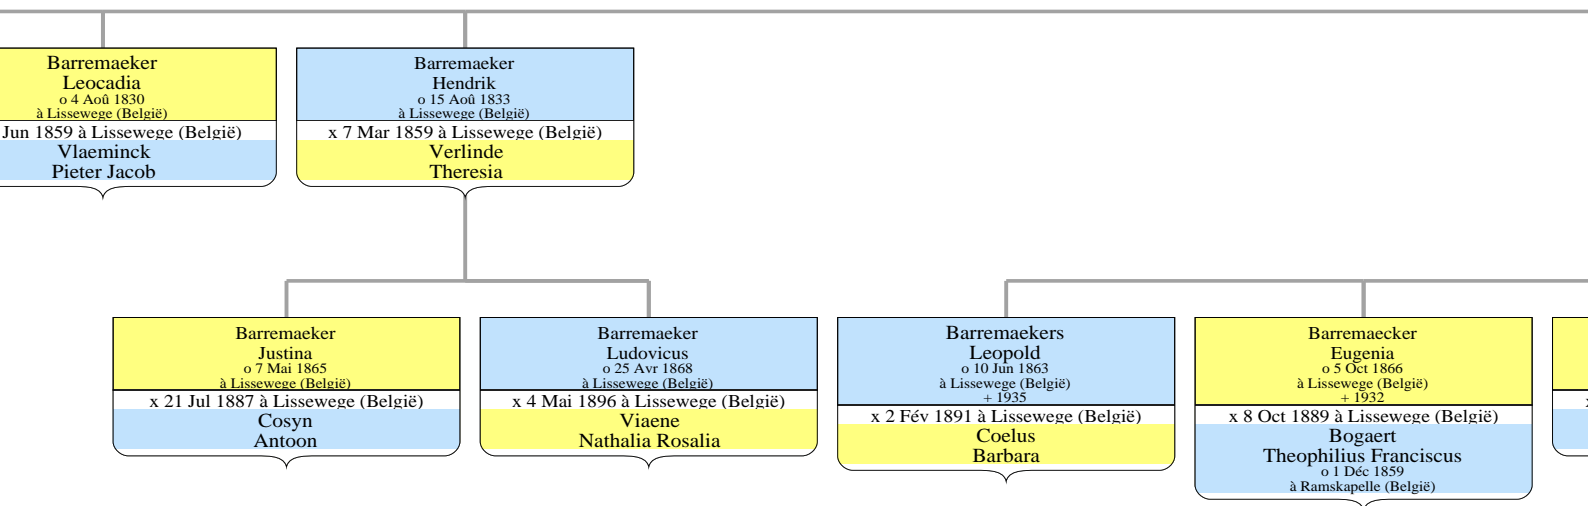 Barremaeker
Leocadia
o 4 Aoû 1830
à Lissewege (België)
Jun 1859 à Lissewege (België)
Vlaeminck
Pieter Jacob
Barremaeker
Hendrik
o 15 Aoû 1833
à Lissewege (België)
x 7 Mar 1859 à Lissewege (België)
Verlinde
Theresia
Barremaeker
Justina
o 7 Mai 1865
à Lissewege (België)
x 21 Jul 1887 à Lissewege (België)
Cosyn
Antoon
Barremaeker
Ludovicus
o 25 Avr 1868
à Lissewege (België)
x 4 Mai 1896 à Lissewege (België)
Viaene
Nathalia Rosalia
Barremaekers
Leopold
o 10 Jun 1863
à Lissewege (België)
+ 1935
x 2 Fév 1891 à Lissewege (België)
Coelus
Barbara
Barremaecker
Eugenia
o 5 Oct 1866
à Lissewege (België)
+ 1932
x 8 Oct 1889 à Lissewege (België)
Bogaert
Theophilius Franciscus
o 1 Déc 1859
à Ramskapelle (België)